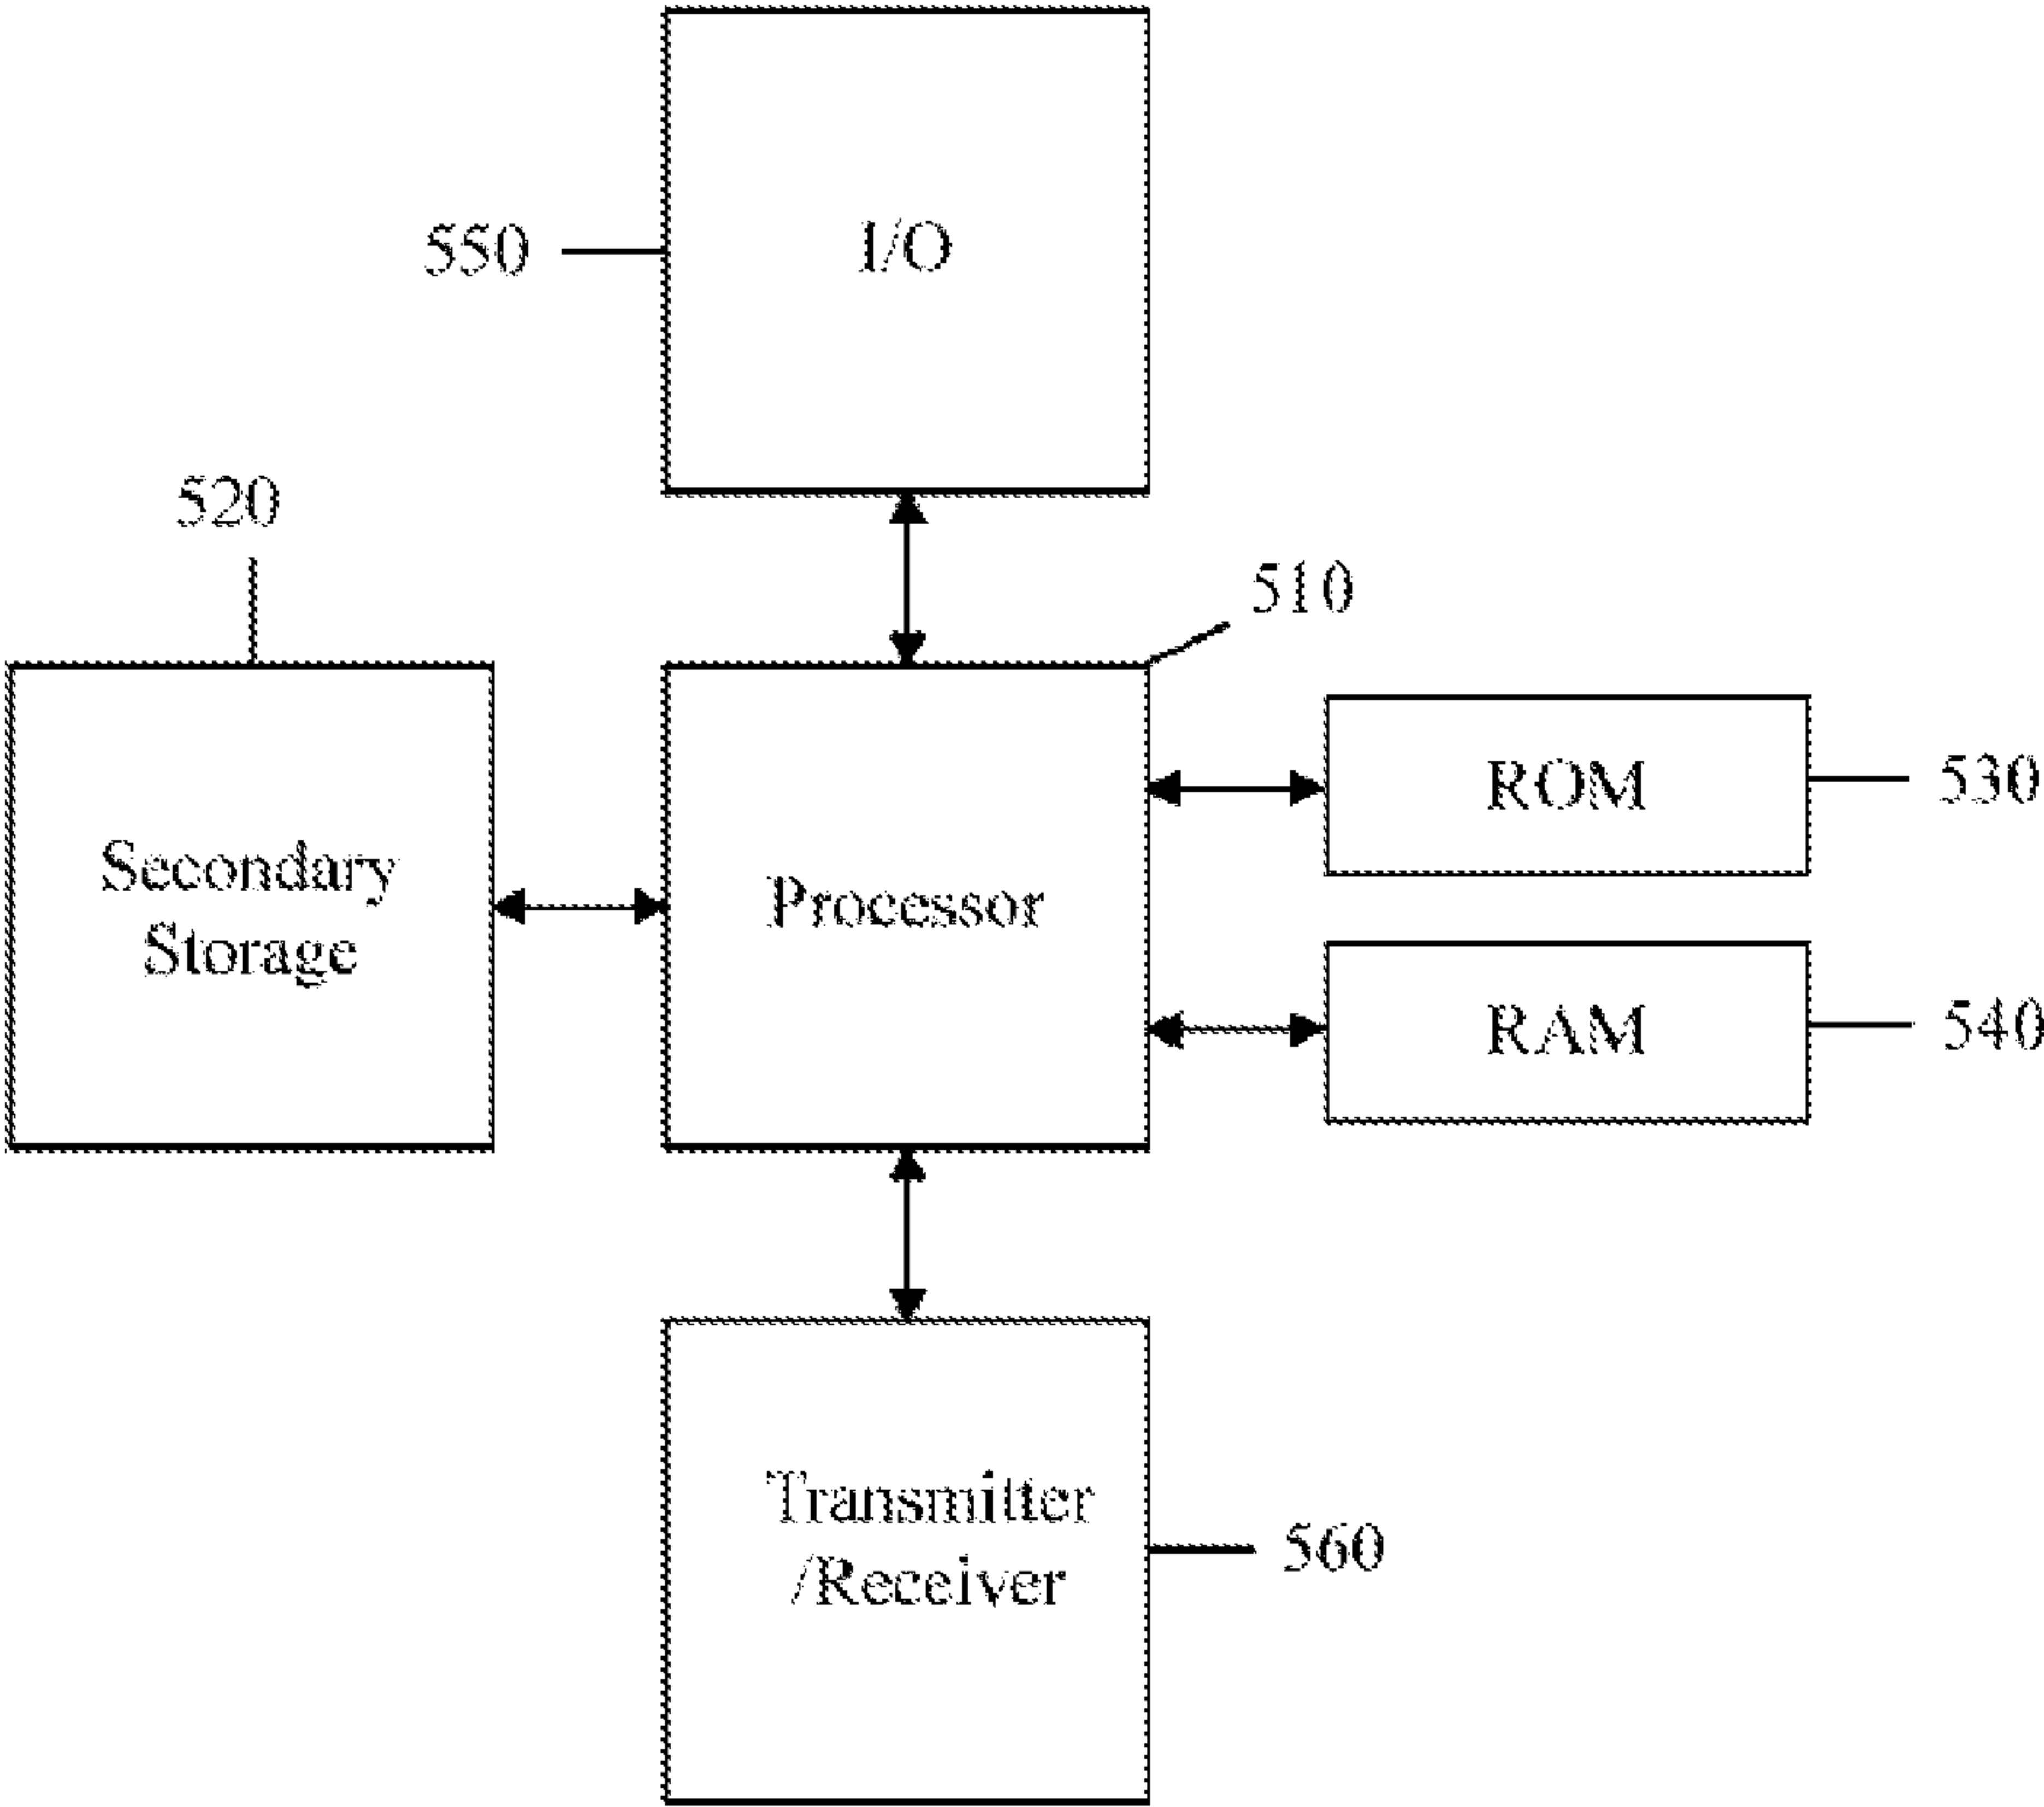 550
I/O
520
510
Secondary
Storage
Processor
ROM
530
RAM
540
Transmitter
/Receiver
560